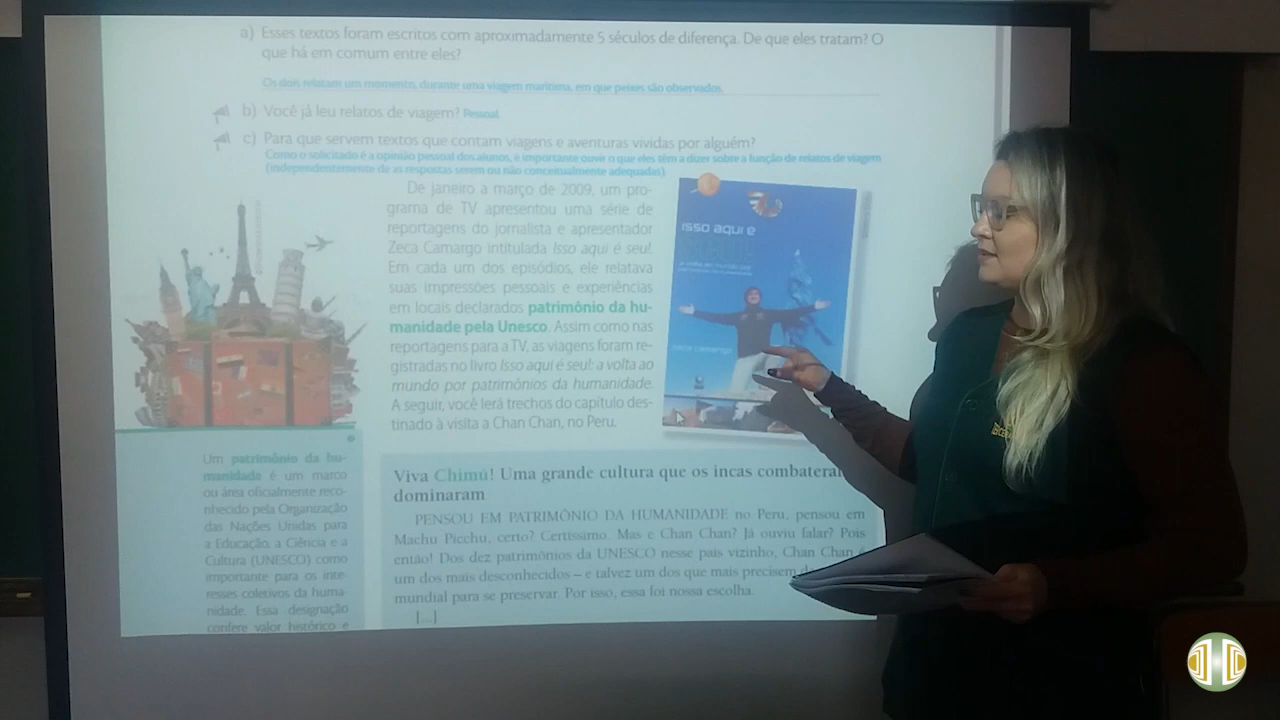 a) Esses textos foram escritos com aproximadamente 5 séculos de diferença. De que eles tratam? O
que há em comum entre eles?
Os dois relatam um momento, durante uma viagem marítima, em que peixes são observados.
b) Você já leu relatos de viagem? Pessoal
c) Para que servem textos que contam viagens e aventuras vividas por alguém?
Como o solicitado é a opinião pessoal dos alunos, é importante ouvir o que eles têm a dizer sobre a função de relatos de viagem
(independentemente de as respostas serem ou não conceitualmente adequadas)
De janeiro a março de 2009, um pro-
grama de TV apresentou uma série de
reportagens do jornalista e apresentador
Zeca Camargo intitulada Isso aqui é seu!.
Em cada um dos episódios, ele relatava
suas impressões pessoais e experiências
em locais declarados patrimônio da hu-
manidade pela Unesco. Assim como nas
reportagens para a TV, as viagens foram re-
gistradas no livro Isso aqui é seu!: a volta ao
mundo por patrimônios da humanidade.
A seguir, você lerá trechos do capítulo des-
tinado à visita a Chan Chan, no Peru.
isso aqui é
zeca camargo
Um patrimônio da hu-
manidade é um marco
ou área oficialmente reco-
nhecido pela Organização
das Nações Unidas para
a Educação, a Ciência e a
Cultura (UNESCO) como
importante para os inte-
resses coletivos da huma-
nidade. Essa designação
confere valor histórico e
Viva Chimú! Uma grande cultura que os incas combateram
dominaram
PENSOU EM PATRIMÔNIO DA HUMANIDADE no Peru, pensou em
Machu Picchu, certo? Certíssimo. Mas e Chan Chan? Já ouviu falar? Pois
então! Dos dez patrimônios da UNESCO nesse país vizinho, Chan Chan é
um dos mais desconhecidos – e talvez um dos que mais precisem
mundial para se preservar. Por isso, essa foi nossa escolha.
[...]